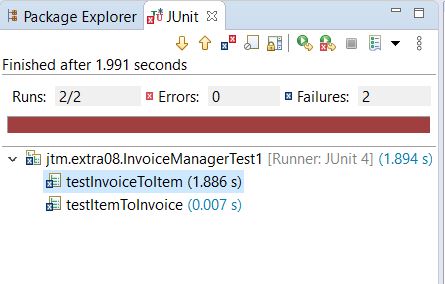 Package Explorer JUnit
Finished after 1.991 seconds
Runs: 2/2 Errors: 0 Failures: 2
jtm.extra08.InvoiceManagerTest1 [Runner: JUnit 4] (1.894 s)
testInvoiceToItem (1.886 s)
testItemToInvoice (0.007 s)